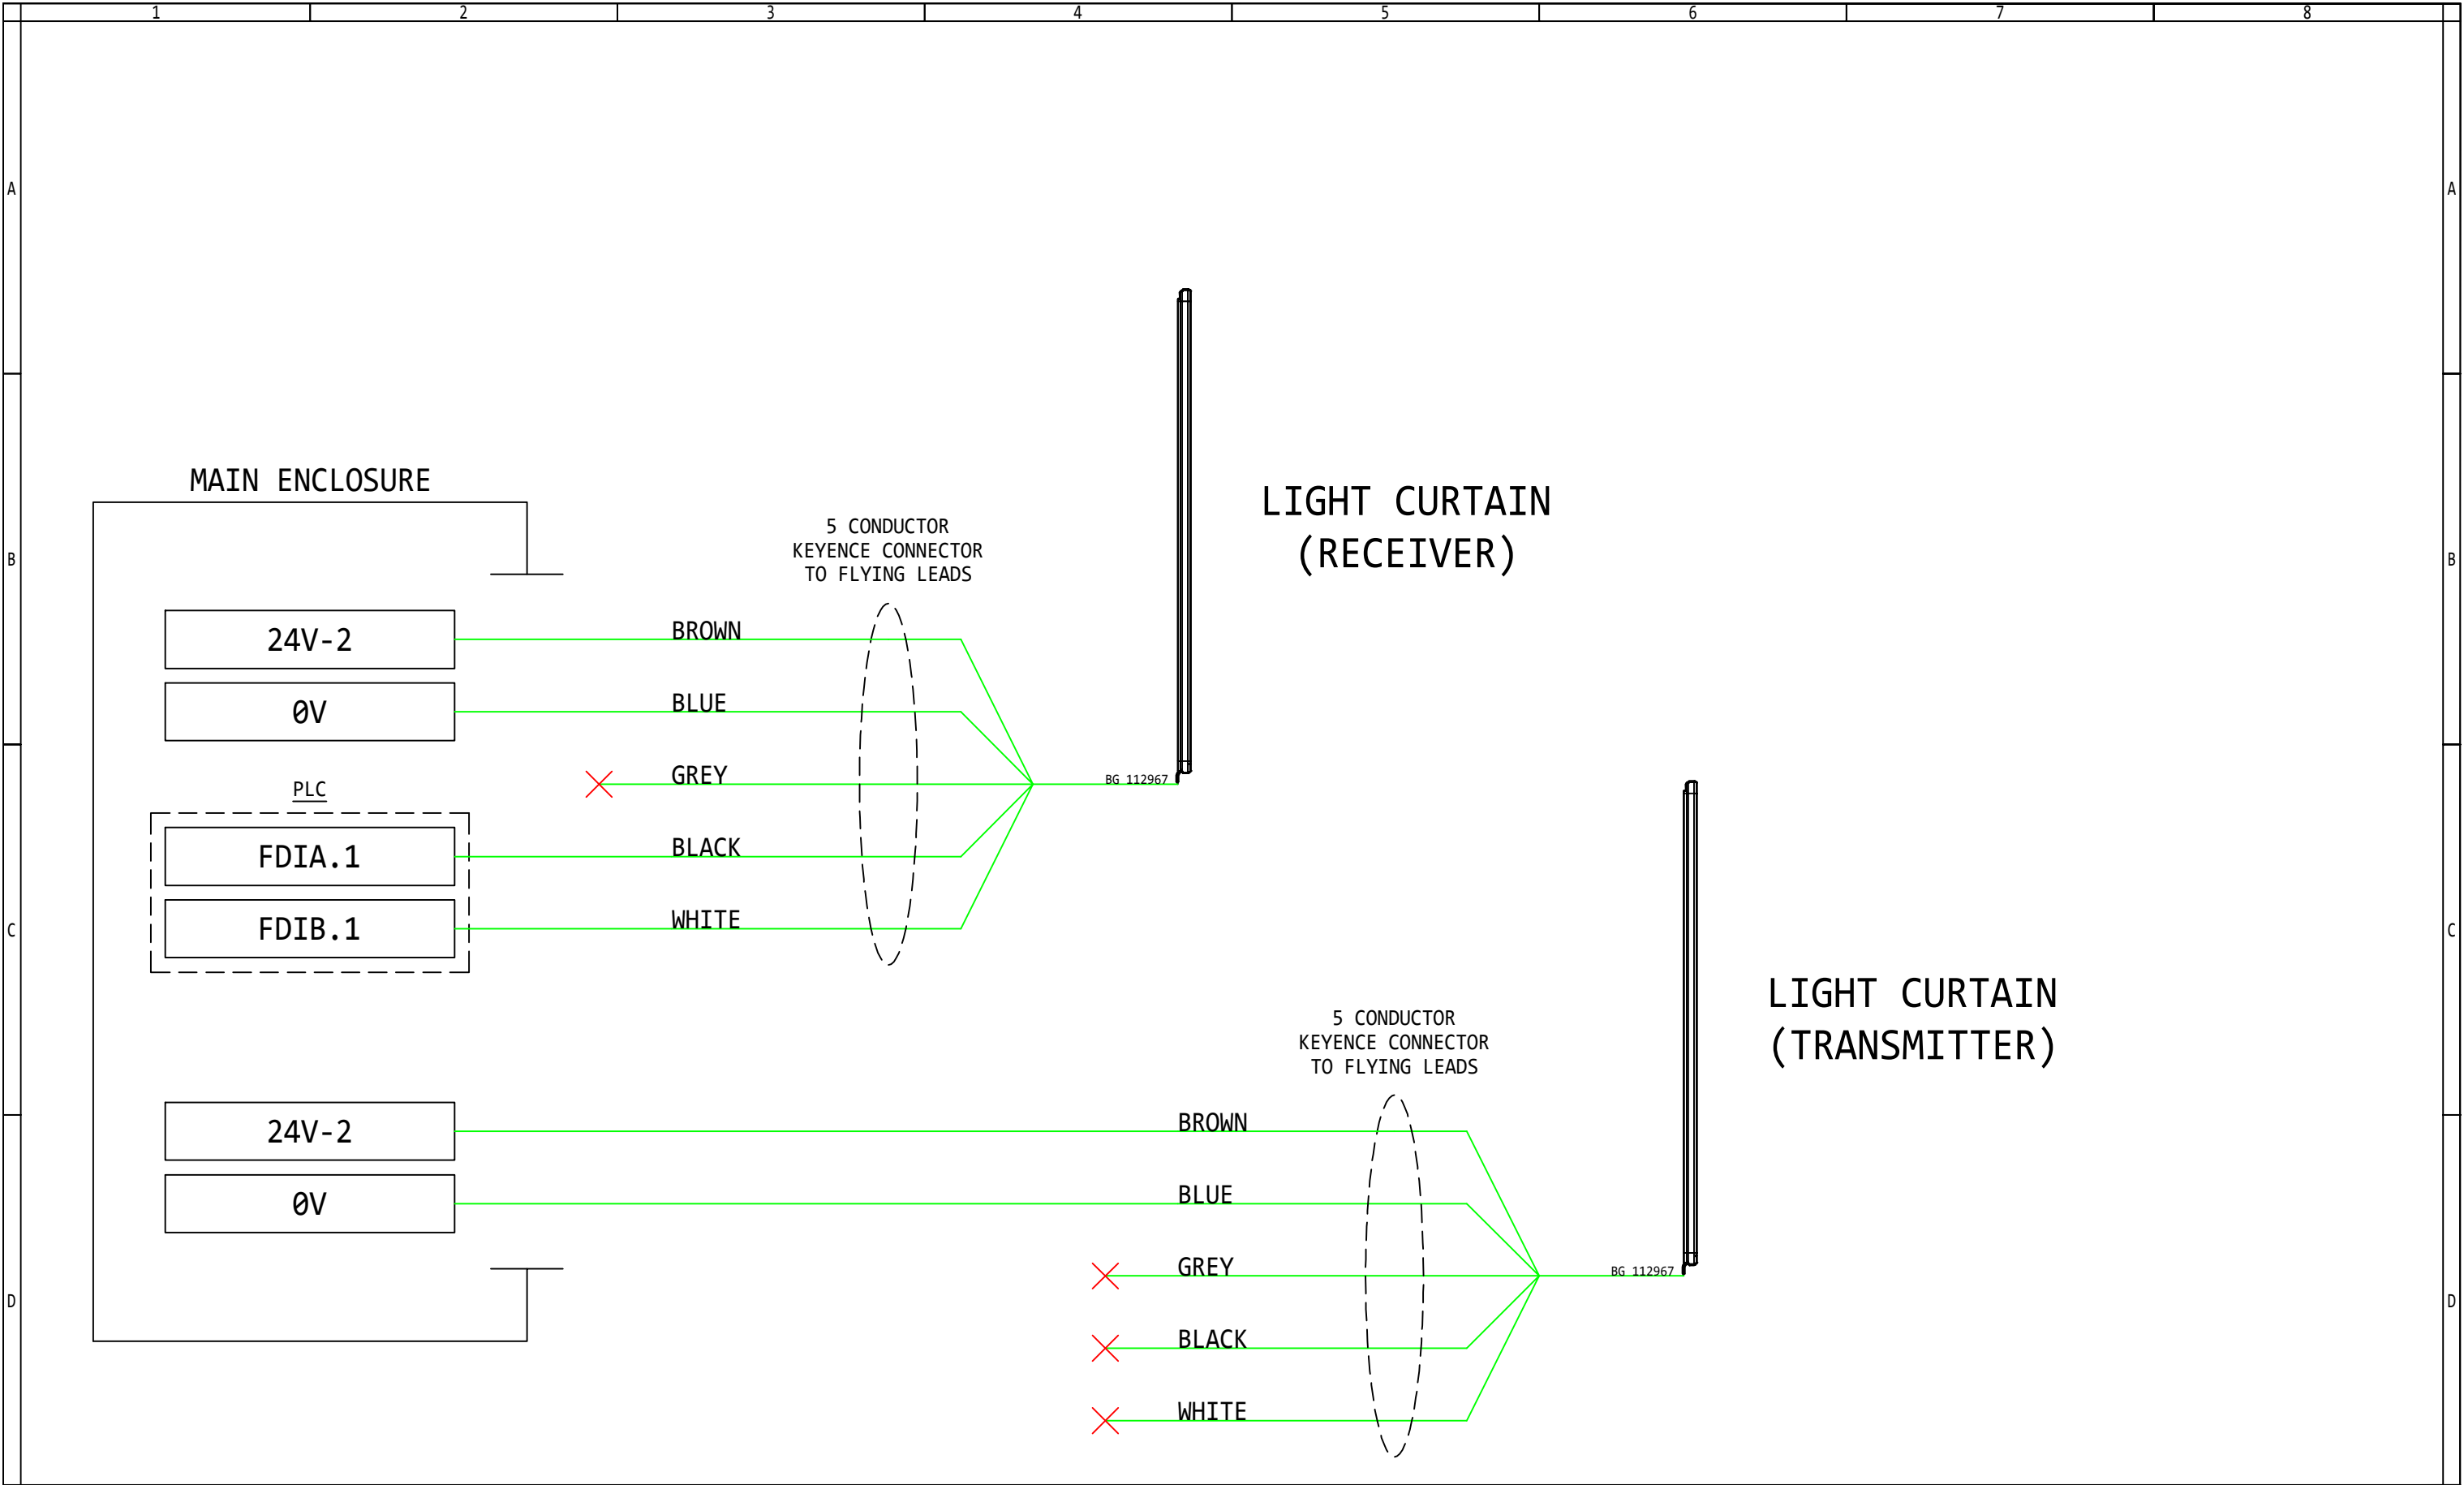 1 2 3 4 5 6 7 8
A A
MAIN ENCLOSURE
LIGHT CURTAIN
(RECEIVER)
5 CONDUCTOR
KEYENCE CONNECTOR
TO FLYING LEADS
B B
24V-2 BROWN
0V BLUE
GREY BG 112967
PLC
FDIA.1 BLACK
FDIB.1 WHITE
C C
LIGHT CURTAIN
(TRANSMITTER)
5 CONDUCTOR
KEYENCE CONNECTOR
TO FLYING LEADS
24V-2 BROWN
0V BLUE
GREY BG 112967
D D
BLACK
WHITE